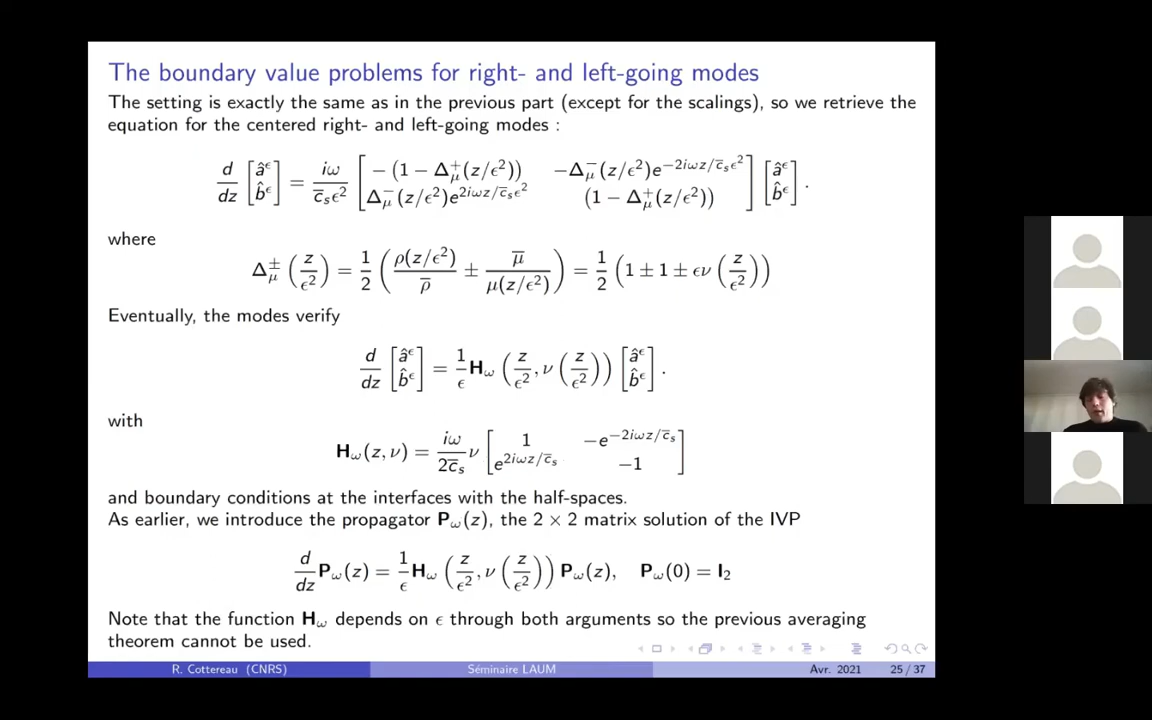 The boundary value problems for right- and left-going modes
The setting is exactly the same as in the previous part (except for the scalings), so we retrieve the
equation for the centered right- and left-going modes :
d/dz [â^ϵ; b̂^ϵ] = iω/(c̅_sϵ²) [−(1 − Δ_μ^+(z/ϵ²)) −Δ_μ^−(z/ϵ²)e^{−2iωz/c̅_sϵ²}; Δ_μ^−(z/ϵ²)e^{2iωz/c̅_sϵ²} (1 − Δ_μ^+(z/ϵ²))] [â^ϵ; b̂^ϵ] .
where
Δ_μ^± (z/ϵ²) = 1/2 (ρ(z/ϵ²)/ρ̅ ± μ̅/μ(z/ϵ²)) = 1/2 (1 ± 1 ± ϵν (z/ϵ²))
Eventually, the modes verify
d/dz [â^ϵ; b̂^ϵ] = 1/ϵ H_ω (z/ϵ², ν (z/ϵ²)) [â^ϵ; b̂^ϵ] .
with
H_ω(z, ν) = iω/(2c̅_s) ν [1 −e^{−2iωz/c̅_s}; e^{2iωz/c̅_s} −1]
and boundary conditions at the interfaces with the half-spaces.
As earlier, we introduce the propagator P_ω(z), the 2 × 2 matrix solution of the IVP
d/dz P_ω(z) = 1/ϵ H_ω (z/ϵ², ν (z/ϵ²)) P_ω(z), P_ω(0) = I₂
Note that the function H_ω depends on ϵ through both arguments so the previous averaging
theorem cannot be used.
R. Cottereau (CNRS) Séminaire LAUM Avr. 2021 25 / 37